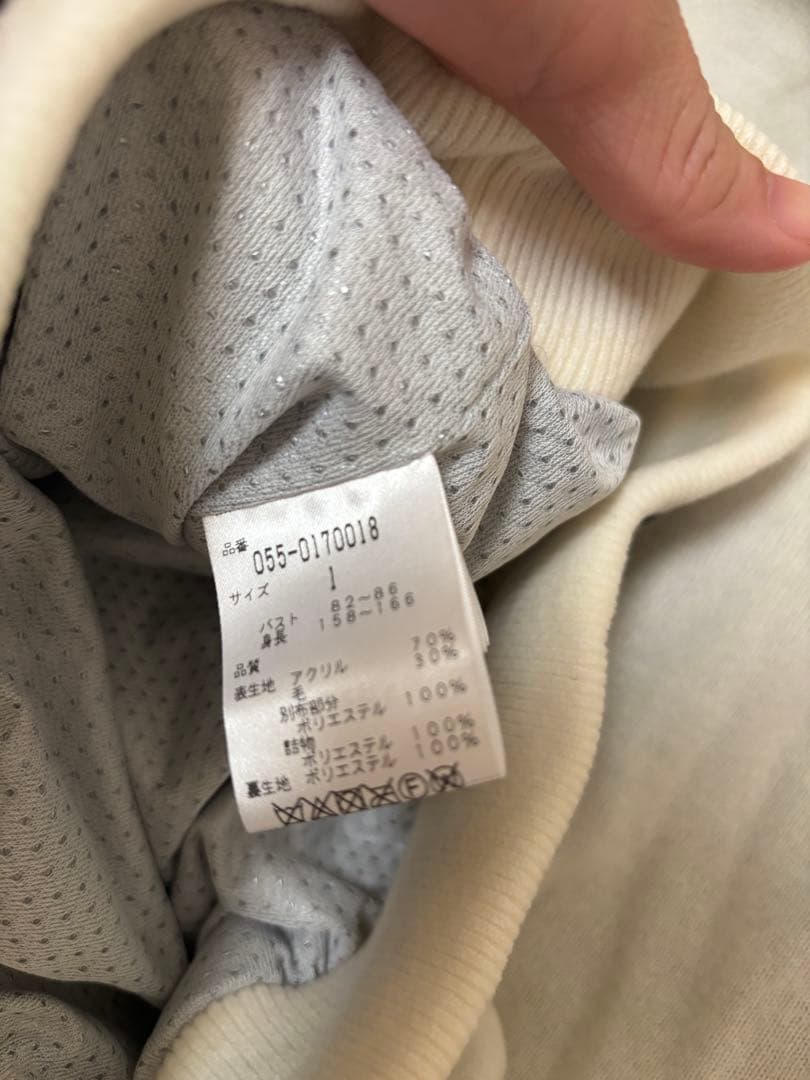 品番 055-0170018
サイズ 1
バスト 82~86
身長 158~166
品質
表生地 アクリル 70%
毛 30%
別布部分
ポリエステル 100%
詰物
ポリエステル 100%
裏生地 ポリエステル 100%
F